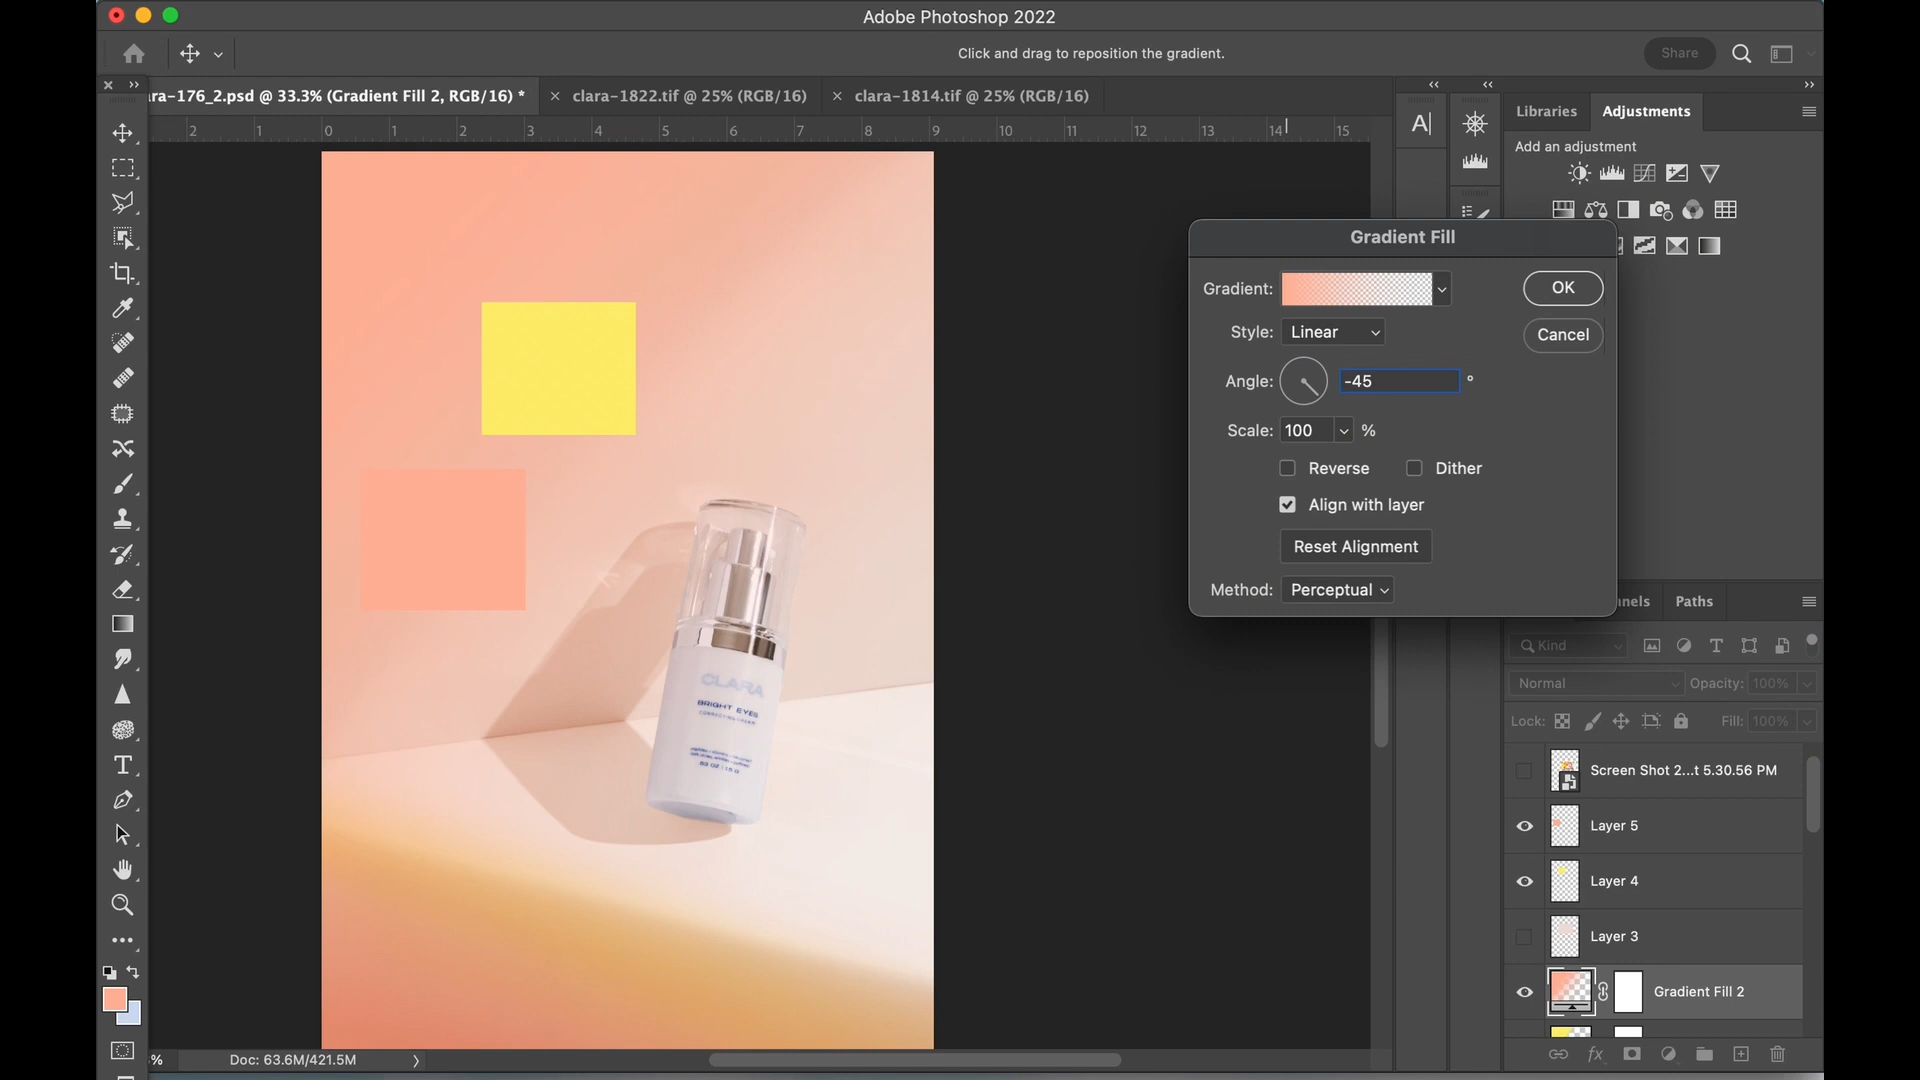 Adobe Photoshop 2022
Click and drag to reposition the gradient.
Share
ara-176_2.psd @ 33.3% (Gradient Fill 2, RGB/16) *
clara-1822.tif @ 25% (RGB/16)
clara-1814.tif @ 25% (RGB/16)
2 1 0 1 2 3 4 5 6 7 8 9 10 11 12 13 14 15
A
Libraries
Adjustments
Add an adjustment
Gradient Fill
Gradient:
OK
Style: Linear
Cancel
Angle: -45 °
Scale: 100 %
Reverse
Dither
Align with layer
Reset Alignment
Method: Perceptual
nnels
Paths
Kind
Normal
Opacity: 100%
Lock:
Fill: 100%
Screen Shot 2...t 5.30.56 PM
Layer 5
Layer 4
Layer 3
Gradient Fill 2
fx
CLARA
BRIGHT EYES
%
Doc: 63.6M/421.5M